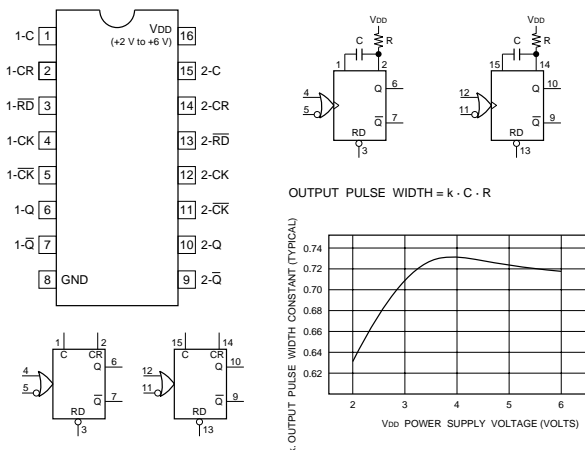 1-C 1
1-CR 2
1-R̅D̅ 3
1-CK 4
1-C̅K̅ 5
1-Q 6
1-Q̅ 7
8 GND
VDD
(+2 V to +6 V)
16
15 2-C
14 2-CR
13 2-R̅D̅
12 2-CK
11 2-C̅K̅
10 2-Q
9 2-Q̅
VDD
C R
1 2
4 Q 6
5 Q̅ 7
RD
3
VDD
C R
15 14
12 Q 10
11 Q̅ 9
RD
13
OUTPUT PULSE WIDTH = k · C · R
1 2
C CR
4 Q 6
5 Q̅ 7
RD
3
15 14
C CR
12 Q 10
11 Q̅ 9
RD
13
k. OUTPUT PULSE WIDTH CONSTANT (TYPICAL)
0.74
0.72
0.70
0.68
0.66
0.64
0.62
2 3 4 5 6
VDD POWER SUPPLY VOLTAGE (VOLTS)